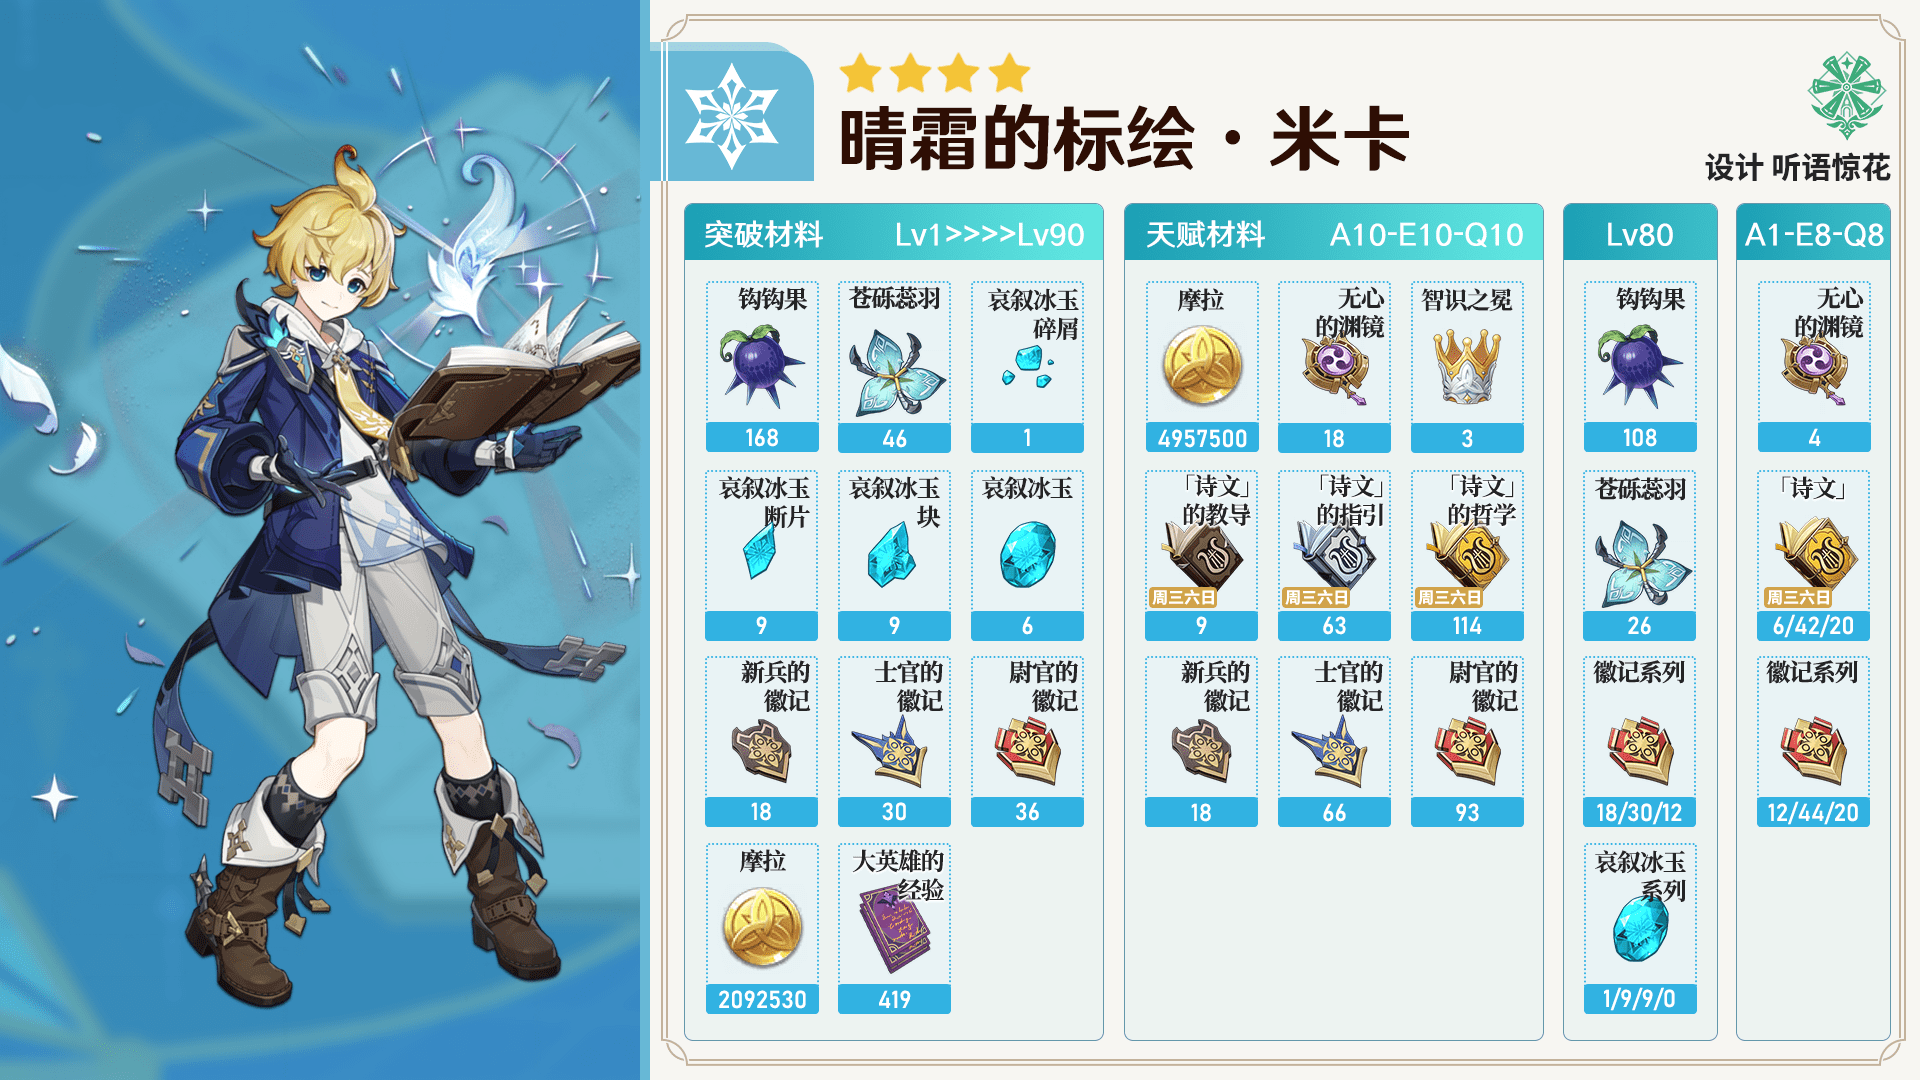 晴霜的标绘·米卡
设计 听语惊花
突破材料 Lv1>>>>Lv90
钩钩果
168
苍砾蕊羽
46
哀叙冰玉
碎屑
1
哀叙冰玉
断片
9
哀叙冰玉
块
9
哀叙冰玉
6
新兵的
徽记
18
士官的
徽记
30
尉官的
徽记
36
摩拉
2092530
大英雄的
经验
419
天赋材料 A10-E10-Q10
摩拉
4957500
无心
的渊镜
18
智识之冕
3
「诗文」
的教导
周三六日
9
「诗文」
的指引
周三六日
63
「诗文」
的哲学
周三六日
114
新兵的
徽记
18
士官的
徽记
66
尉官的
徽记
93
Lv80
钩钩果
108
苍砾蕊羽
26
徽记系列
18/30/12
哀叙冰玉
系列
1/9/9/0
A1-E8-Q8
无心
的渊镜
4
「诗文」
周三六日
6/42/20
徽记系列
12/44/20